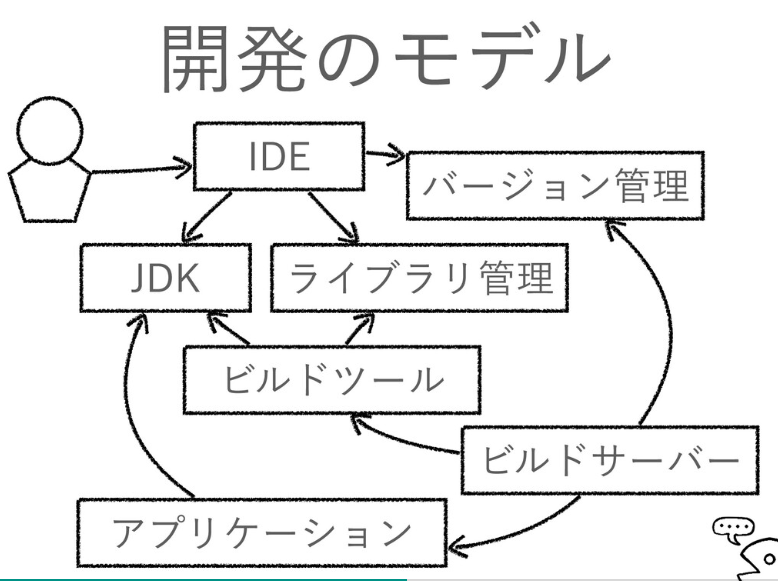 開発のモデル
IDE
バージョン管理
JDK
ライブラリ管理
ビルドツール
ビルドサーバー
アプリケーション